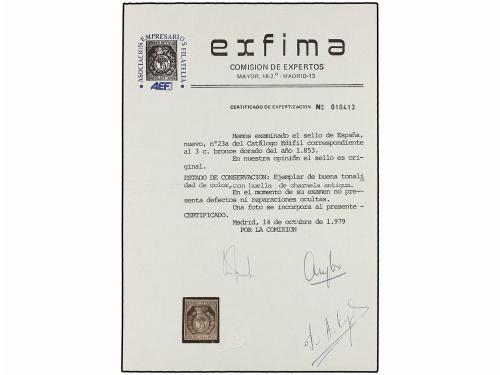 ASOCIACION EMPRESARIOS FILATELIA
AEFI
exfima
COMISION DE EXPERTOS
MAYOR, 18-2.º - MADRID-13
CERTIFICADO DE EXPERTIZACION Nº 010413
Hemos examinado el sello de España,
nuevo, nº23a del Catálogo Edifil correspondiente
al 3 c. bronce dorado del año 1.853.
En nuestra opinión el sello es ori-
ginal.
ESTADO DE CONSERVACION: Ejemplar de buena tonali
dad de color, con huella de charnela antigua.
En el momento de su examen no pre-
senta defectos ni reparaciones ocultas.
Una foto se incorpora al presente -
CERTIFICADO.
Madrid, 14 de octubre de 1.979
POR LA COMISION